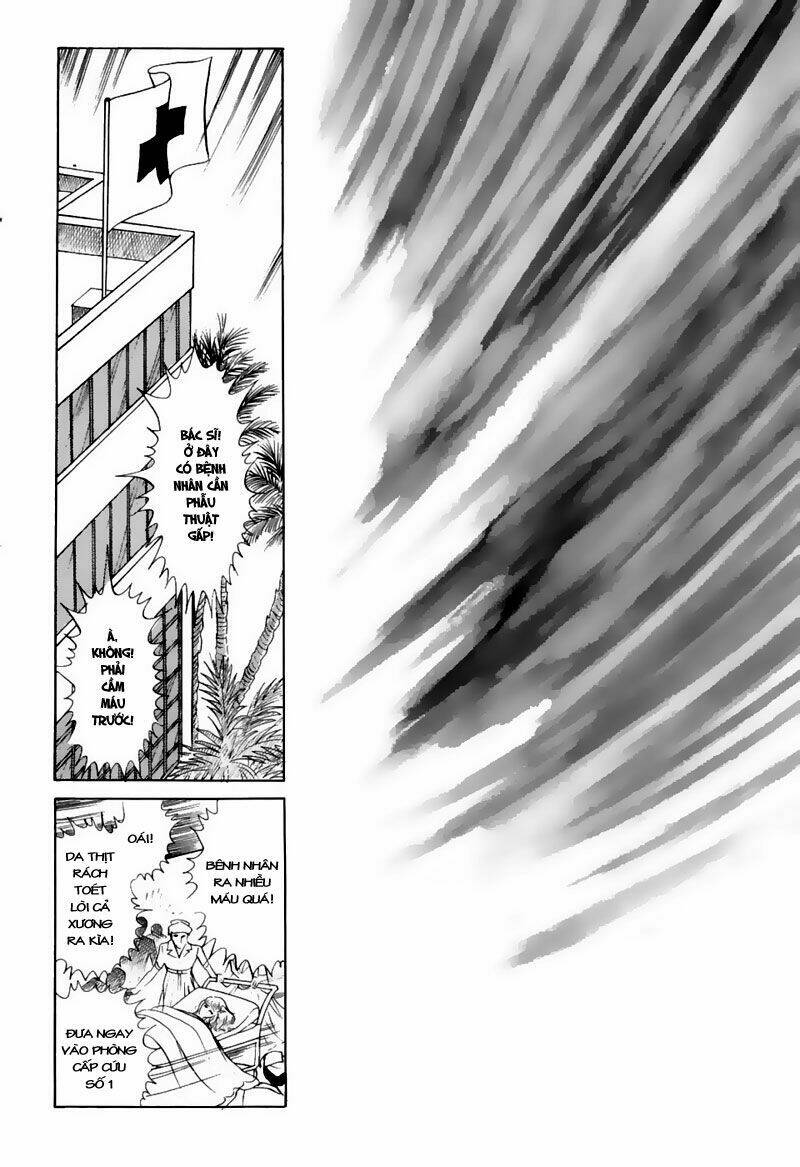 BÁC SĨ!
Ở ĐÂY
CÓ BỆNH
NHÂN CẦN
PHẪU
THUẬT
GẤP!
À,
KHÔNG!
PHẢI
CẦM
MÁU
TRƯỚC!
OÁI!
BÊNH NHÂN
RA NHIỀU
MÁU QUÁ!
DA THỊT
RÁCH
TOÉT
LÒI CẢ
XƯƠNG
RA KÌA!
ĐƯA NGAY
VÀO PHÒNG
CẤP CỨU
SỐ 1